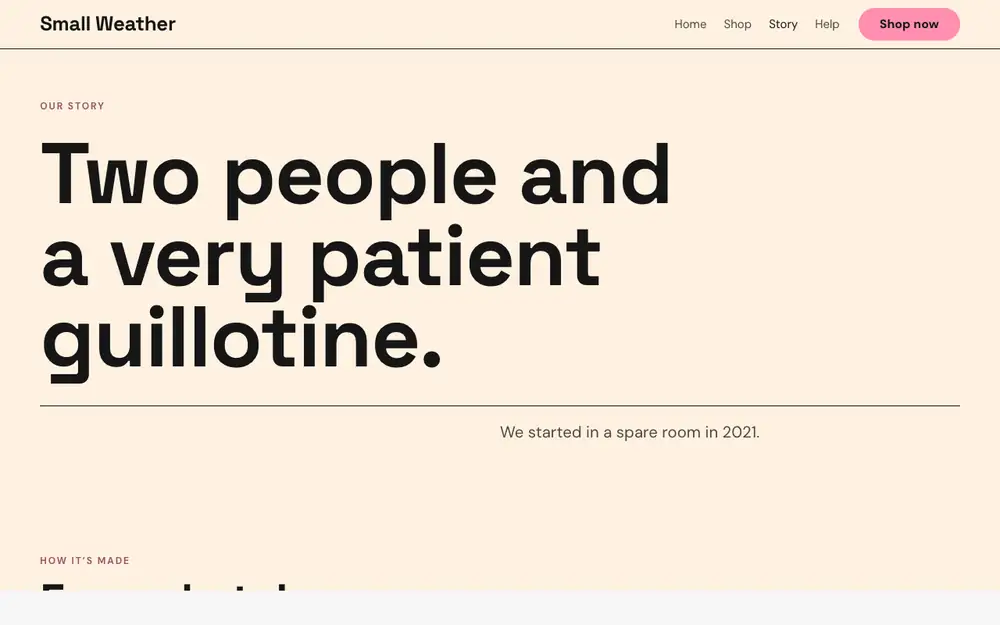 Small Weather
Home Shop Story Help Shop now
OUR STORY
Two people and
a very patient
guillotine.
We started in a spare room in 2021.
HOW IT'S MADE